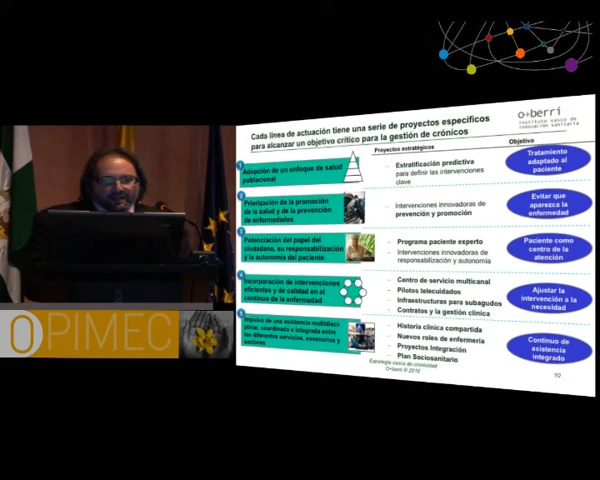 Cada línea de actuación tiene una serie de proyectos específicos
para alcanzar un objetivo crítico para la gestión de crónicos
o+berri
instituto vasco de
innovación sanitaria
Proyectos estratégicos
Objetivo
1
Adopción de un enfoque de salud
poblacional
- Estratificación predictiva
para definir las intervenciones
clave
Tratamiento
adaptado al
paciente
2
Priorización de la promoción
de la salud y de la prevención
de enfermedades
- Intervenciones innovadoras de
prevención y promoción
Evitar que
aparezca la
enfermedad
3
Potenciación del papel del
ciudadano, su responsabilización
y la autonomía del paciente
- Programa paciente experto
- Intervenciones innovadoras de
responsabilización y autonomía
Paciente como
centro de la
atención
4
Incorporación de intervenciones
eficientes y de calidad en el
contínuo de la enfermedad
- Centro de servicio multicanal
- Pilotos telecuidados
- Infraestructuras para subagudos
- Contratos y la gestión clínica
Ajustar la
intervención a la
necesidad
5
Impulso de una asistencia multidisci-
plinar, coordinada e integrada entre
los diferentes servicios, escenarios y
sectores
- Historia clínica compartida
- Nuevos roles de enfermería
- Proyectos Integración
- Plan Sociosanitario
Continuo de
asistencia
integrado
Estrategia vasca de cronicidad
O+berri © 2010
10
OPIMEC